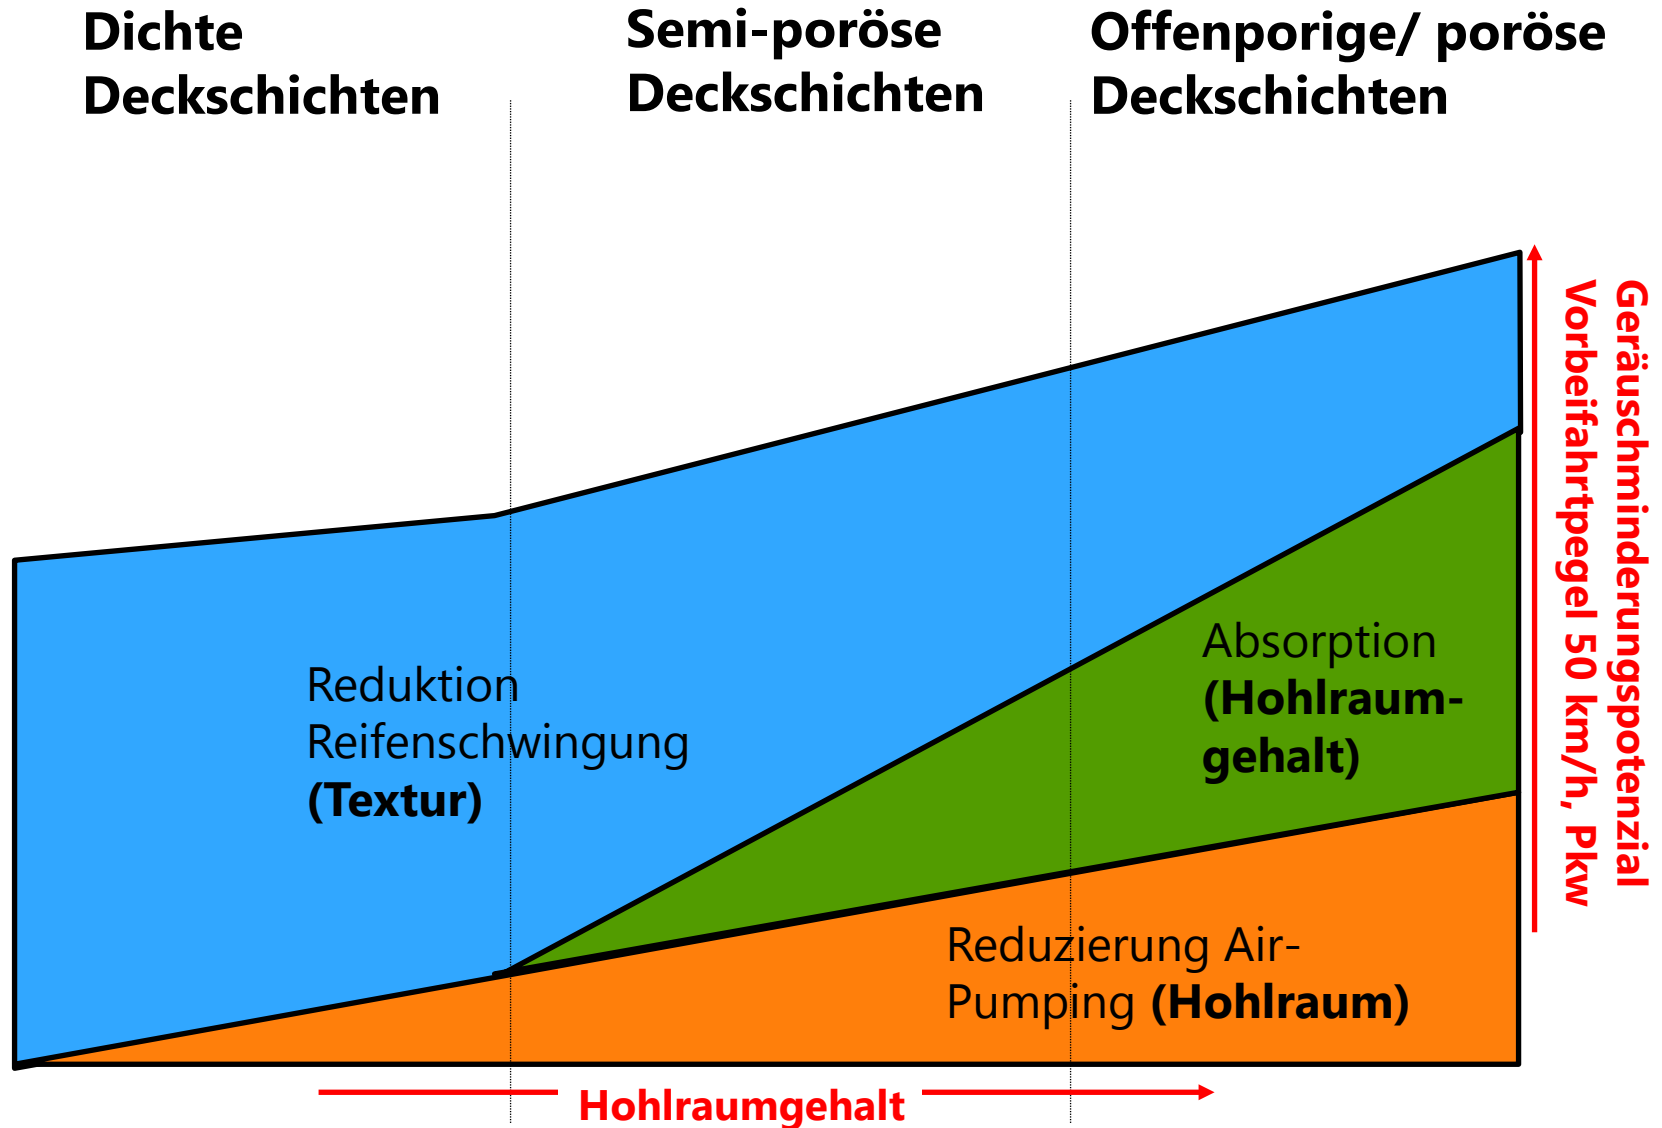 Dichte
Deckschichten
Semi-poröse
Deckschichten
Offenporige/ poröse
Deckschichten
Reduktion
Reifenschwingung
(Textur)
Absorption
(Hohlraum-
gehalt)
Reduzierung Air-
Pumping (Hohlraum)
Hohlraumgehalt
Geräuschminderungspotenzial
Vorbeifahrtpegel 50 km/h, Pkw